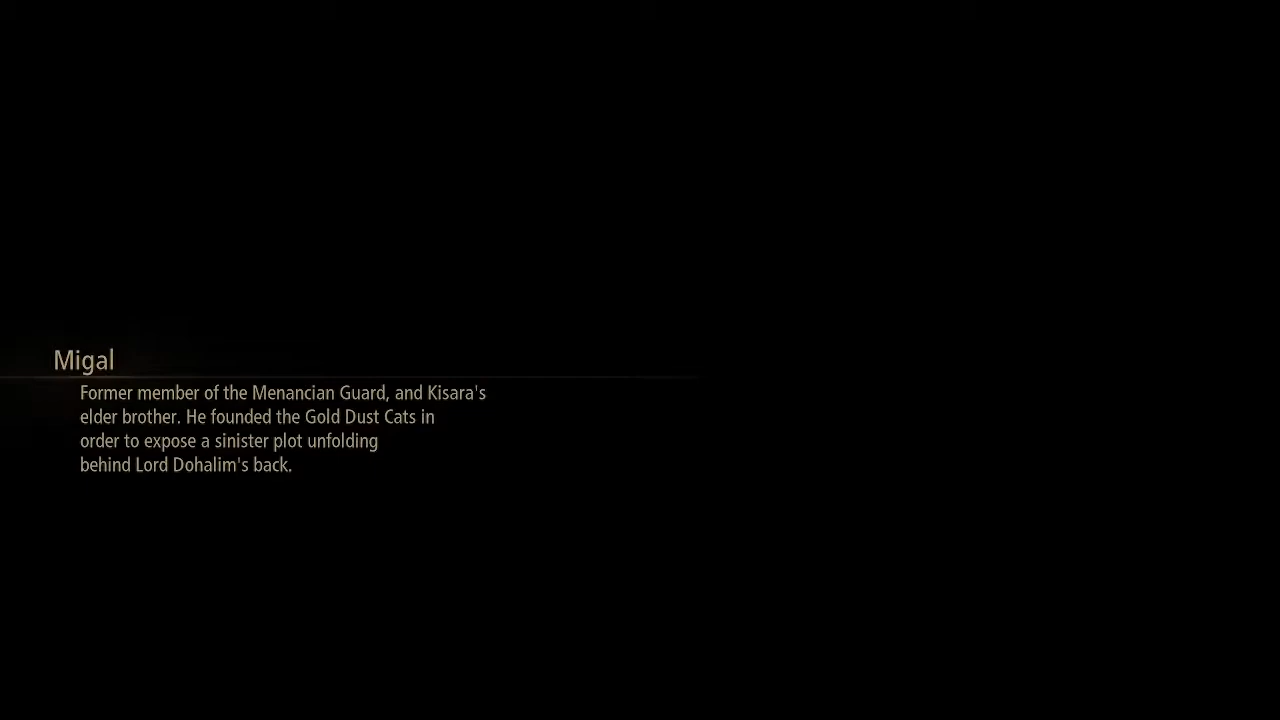 Migal
Former member of the Menancian Guard, and Kisara's
elder brother. He founded the Gold Dust Cats in
order to expose a sinister plot unfolding
behind Lord Dohalim's back.